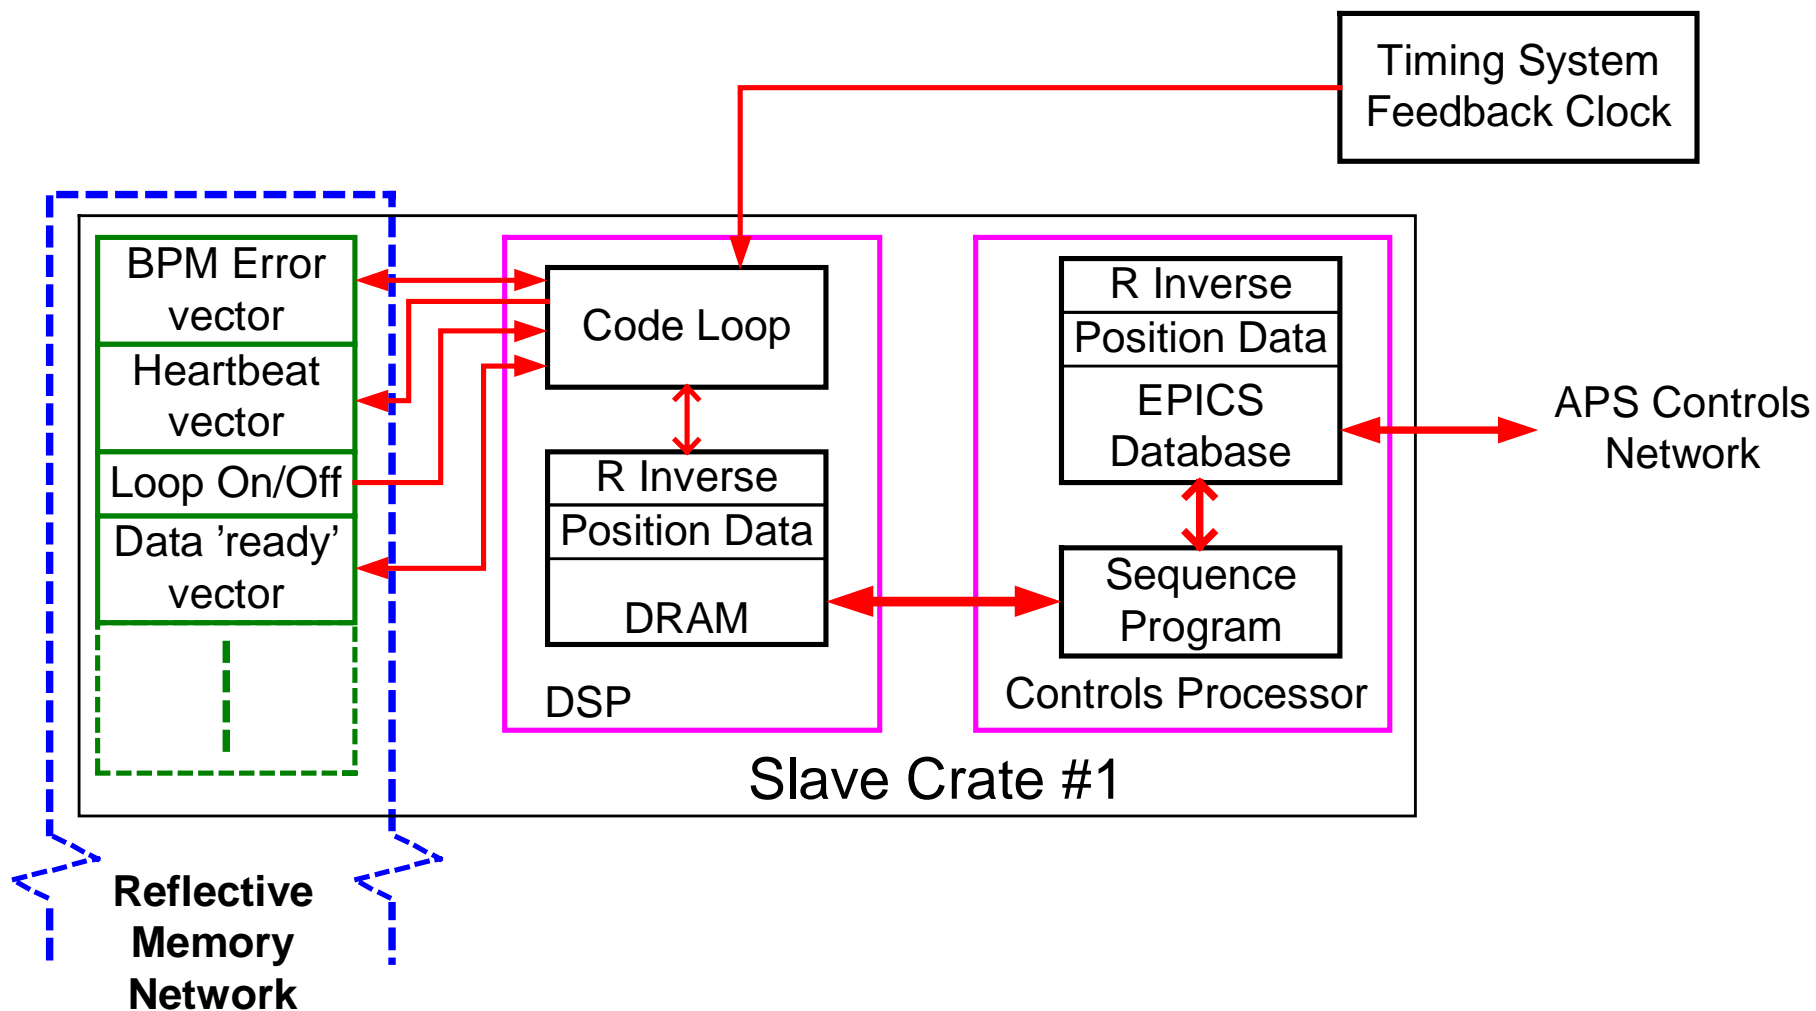 Timing System
Feedback Clock
BPM Error
vector
Heartbeat
vector
Loop On/Off
Data ’ready’
vector
Code Loop
R Inverse
Position Data
DRAM
DSP
R Inverse
Position Data
EPICS
Database
Sequence
Program
Controls Processor
APS Controls
Network
Slave Crate #1
Reflective
Memory
Network